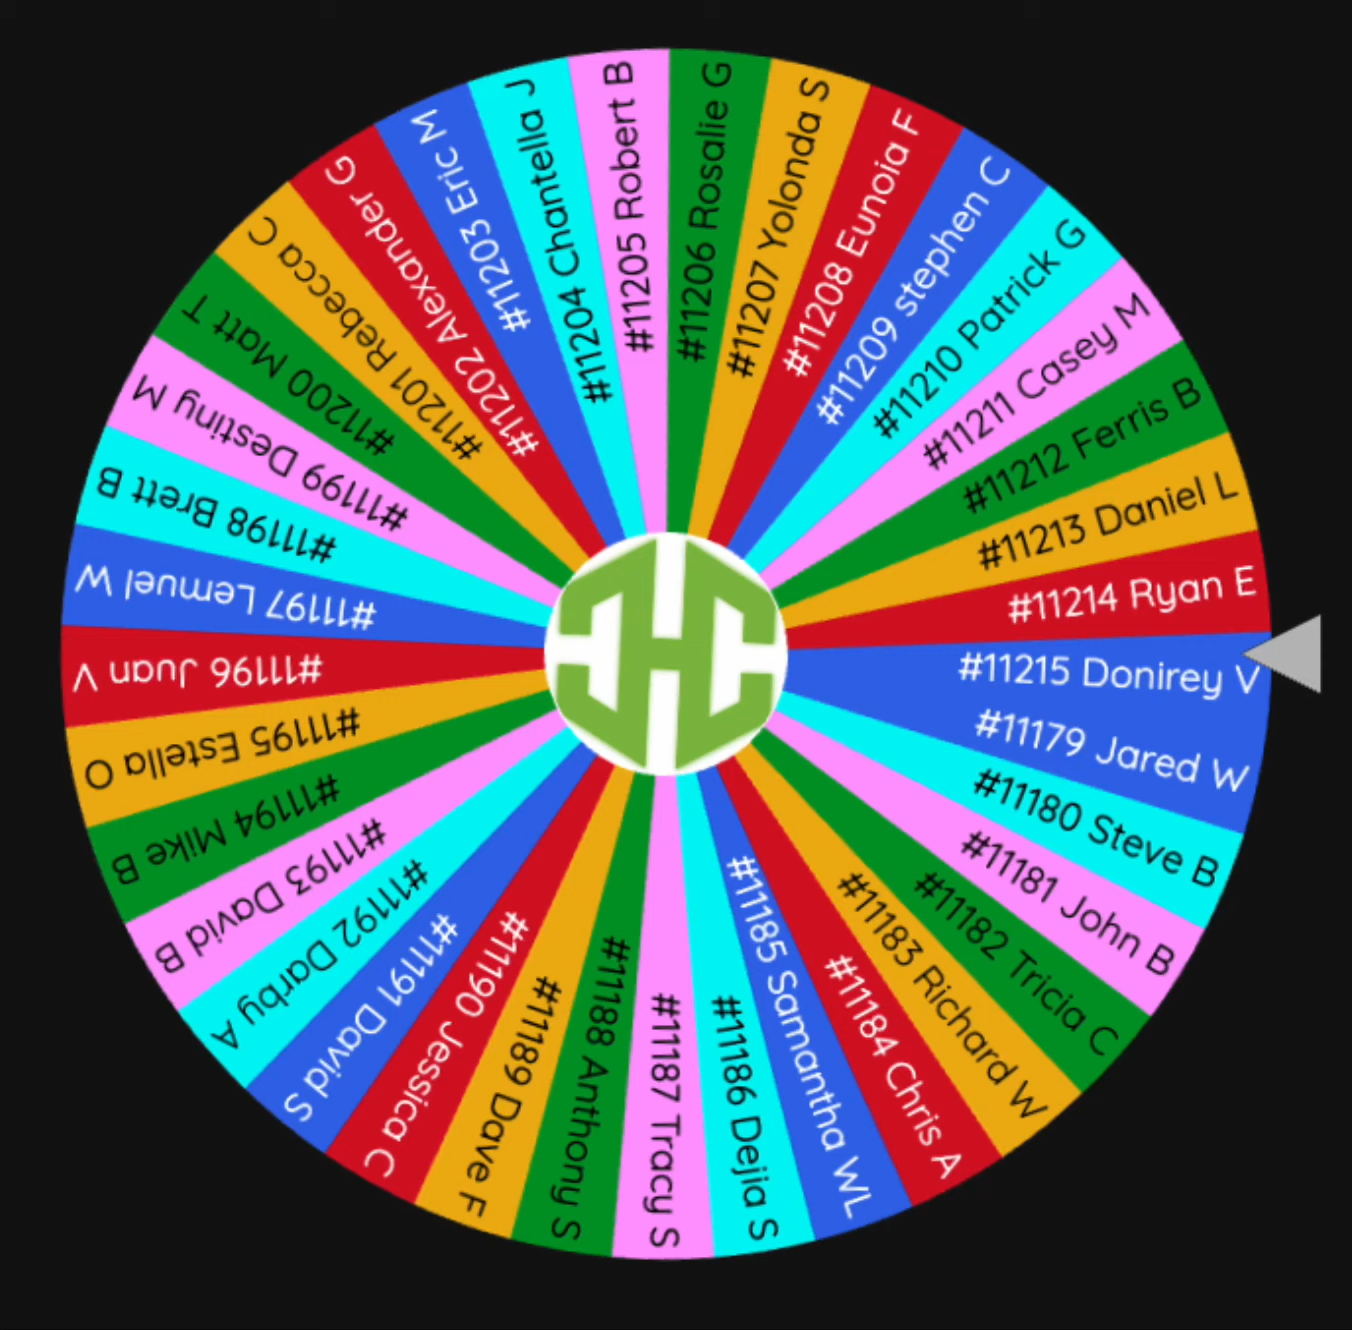 #11179 Jared W
#11180 Steve B
#11181 John B
#11182 Tricia C
#11183 Richard W
#11184 Chris A
#11185 Samantha WL
#11186 Dejia S
#11187 Tracy S
#11188 Anthony S
#11189 Dave F
#11190 Jessica C
#11191 David S
#11192 Darby A
#11193 David B
#11194 Mike B
#11195 Estella O
#11196 Juan V
#11197 Lemuel W
#11198 Brett B
#11199 Destiny M
#11200 Matt T
#11201 Rebecca C
#11202 Alexander G
#11203 Eric M
#11204 Chantella J
#11205 Robert B
#11206 Rosalie G
#11207 Yolonda S
#11208 Eunoia F
#11209 stephen C
#11210 Patrick G
#11211 Casey M
#11212 Ferris B
#11213 Daniel L
#11214 Ryan E
#11215 Donirey V